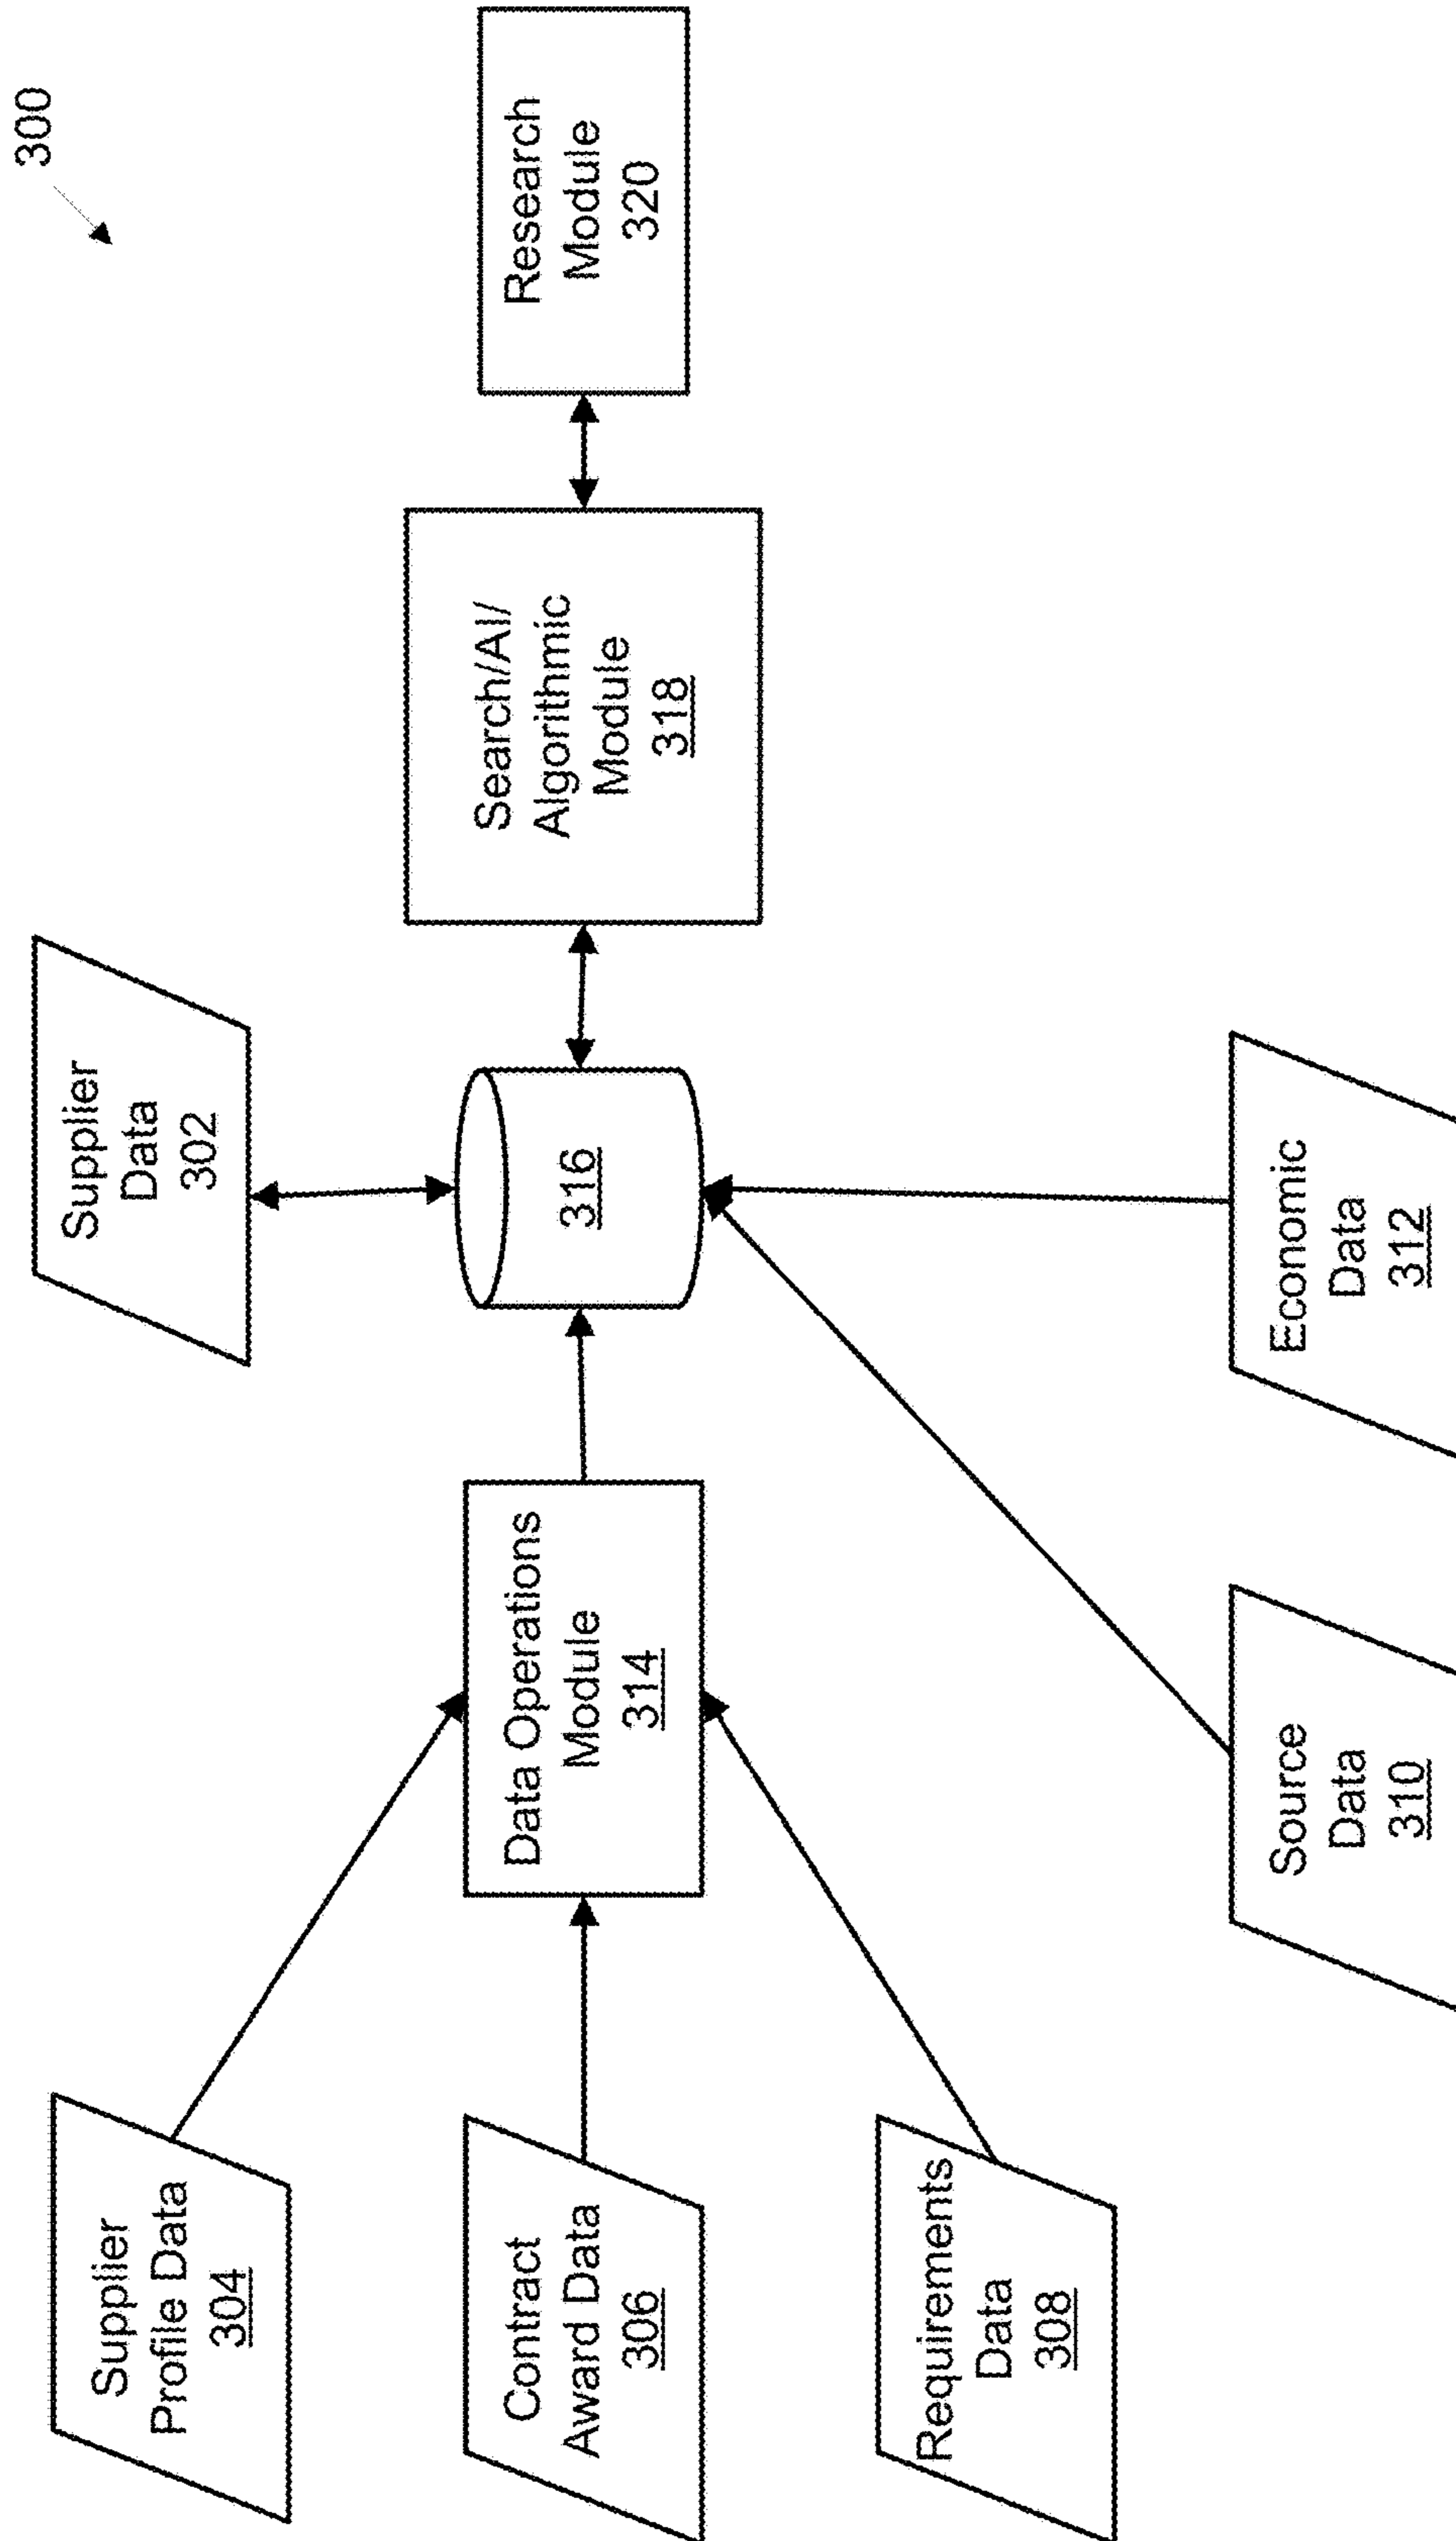 300
Supplier
Data
302
Supplier
Profile Data
304
Contract
Award Data
306
Requirements
Data
308
Data Operations
Module
314
316
Search/AI/
Algorithmic
Module
318
Research
Module
320
Source
Data
310
Economic
Data
312